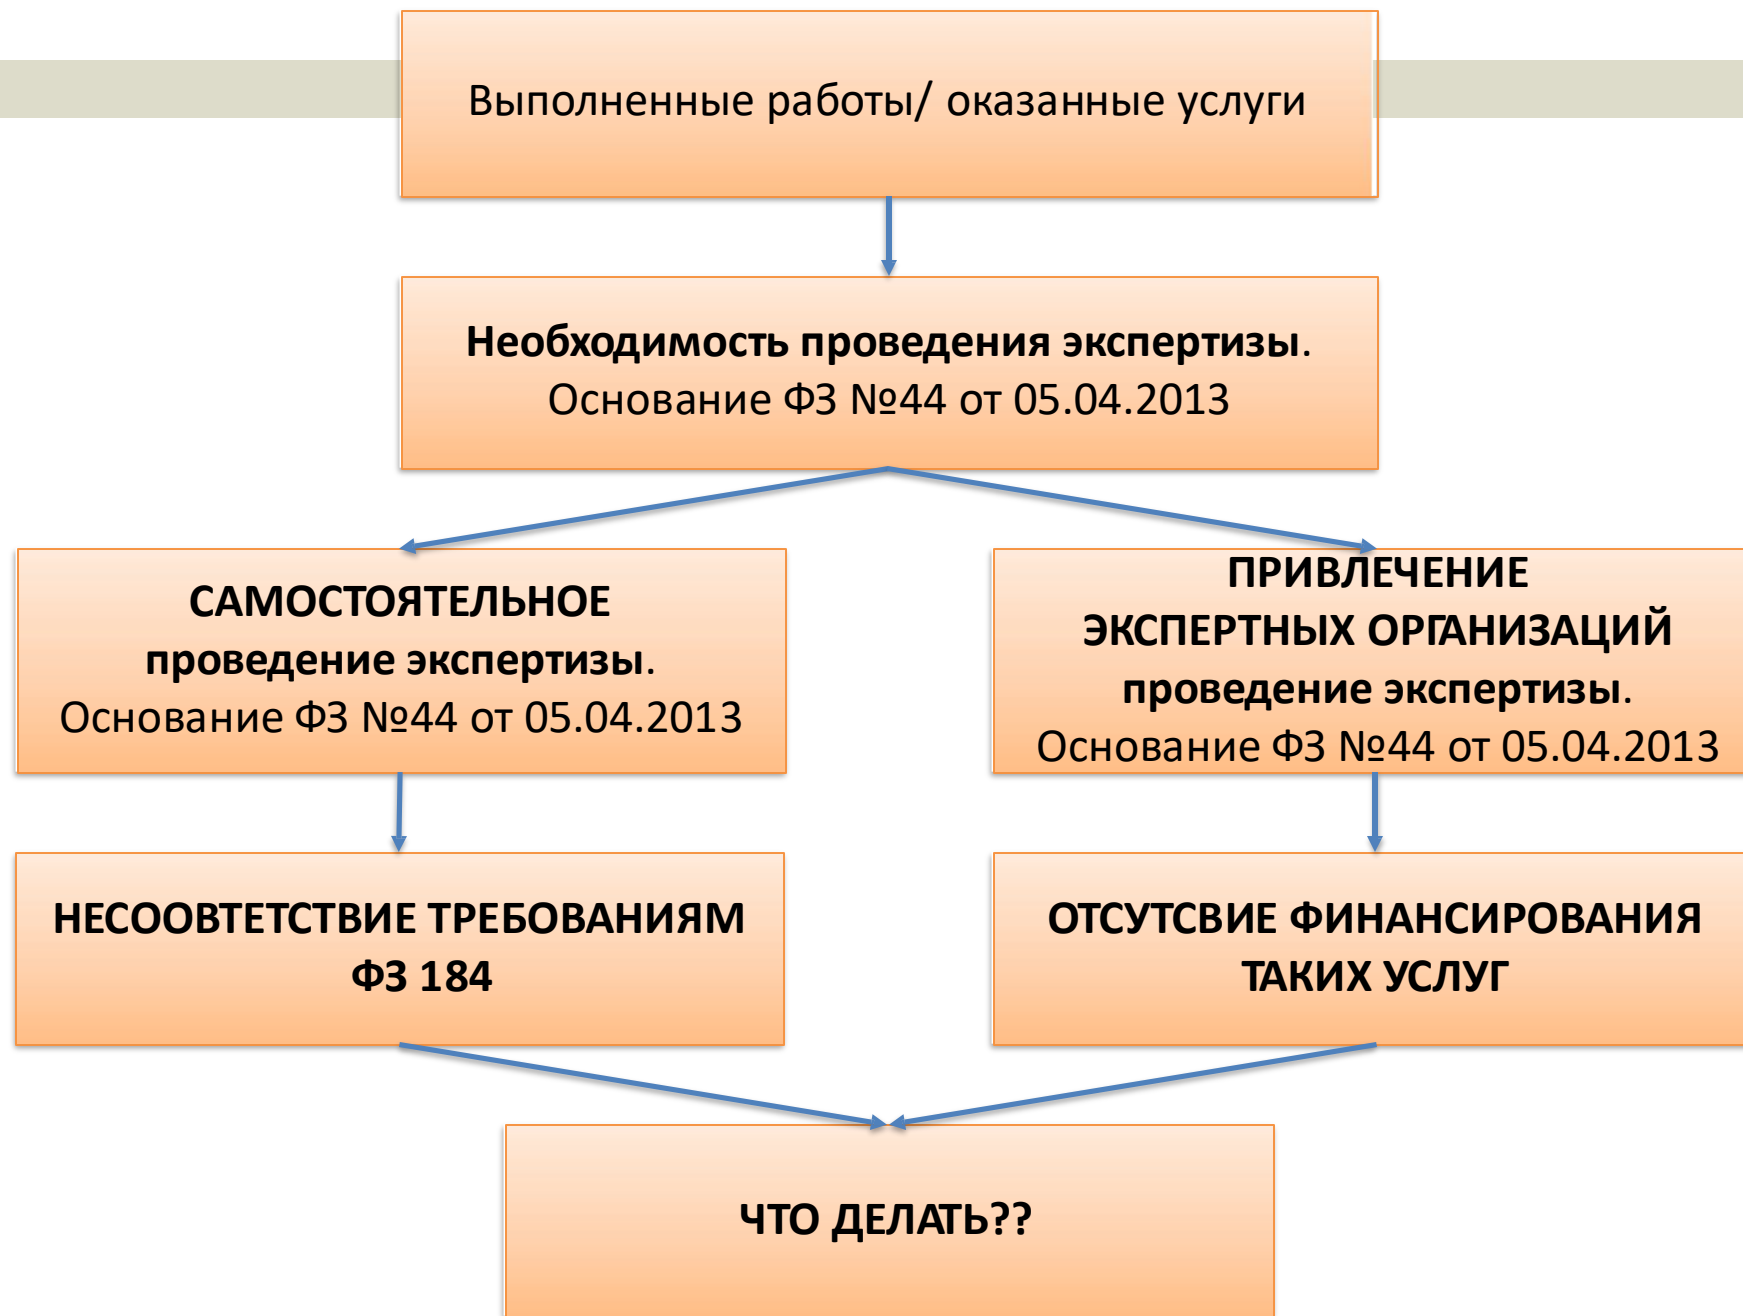 Выполненные работы/ оказанные услуги
Необходимость проведения экспертизы.
Основание ФЗ №44 от 05.04.2013
САМОСТОЯТЕЛЬНОЕ
проведение экспертизы.
Основание ФЗ №44 от 05.04.2013
ПРИВЛЕЧЕНИЕ
ЭКСПЕРТНЫХ ОРГАНИЗАЦИЙ
проведение экспертизы.
Основание ФЗ №44 от 05.04.2013
НЕСООВТЕТСТВИЕ ТРЕБОВАНИЯМ
ФЗ 184
ОТСУТСВИЕ ФИНАНСИРОВАНИЯ
ТАКИХ УСЛУГ
ЧТО ДЕЛАТЬ??